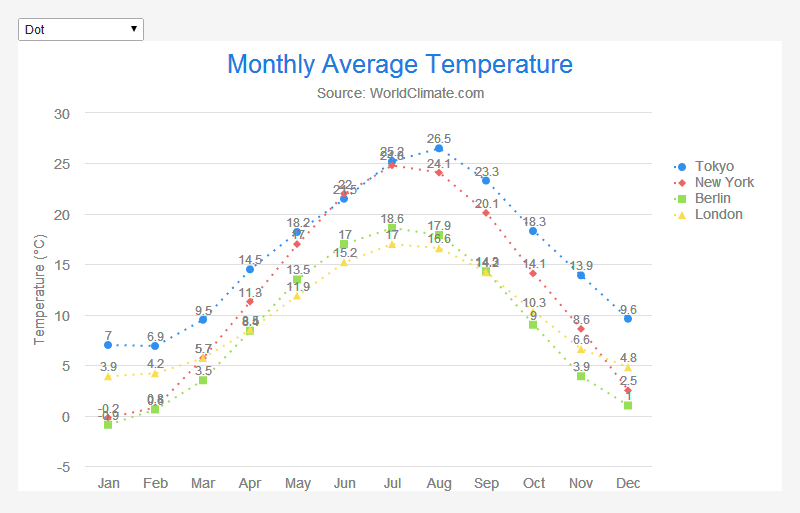 Dot
Monthly Average Temperature
Source: WorldClimate.com
Temperature (°C)
30
25
20
15
10
5
0
-5
Jan Feb Mar Apr May Jun Jul Aug Sep Oct Nov Dec
7 6.9 9.5 14.5 18.2 21.5 25.2 26.5 23.3 18.3 13.9 9.6
-0.2 0.8 5.7 11.3 17 22 24.8 24.1 20.1 14.1 8.6 2.5
-0.9 0.6 3.5 8.4 13.5 17 18.6 17.9 14.3 9 3.9 1
3.9 4.2 5.7 8.5 11.9 15.2 17 16.6 14.2 10.3 6.6 4.8
Tokyo
New York
Berlin
London